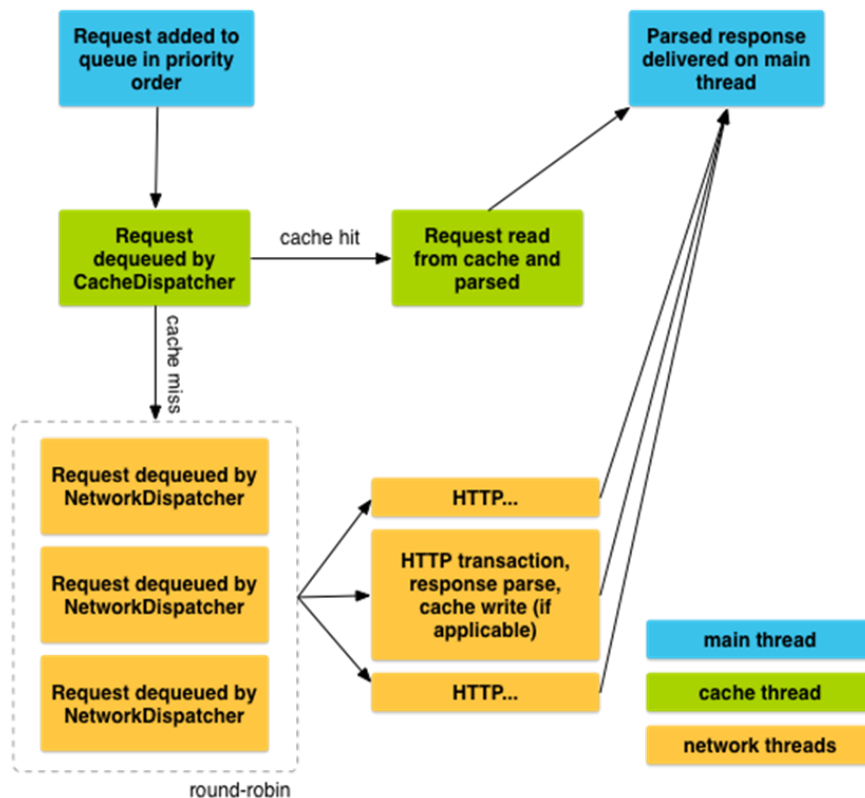 Request added to
queue in priority
order
Parsed response
delivered on main
thread
Request
dequeued by
CacheDispatcher
cache hit
Request read
from cache and
parsed
cache miss
Request dequeued by
NetworkDispatcher
Request dequeued by
NetworkDispatcher
Request dequeued by
NetworkDispatcher
round-robin
HTTP...
HTTP transaction,
response parse,
cache write (if
applicable)
HTTP...
main thread
cache thread
network threads